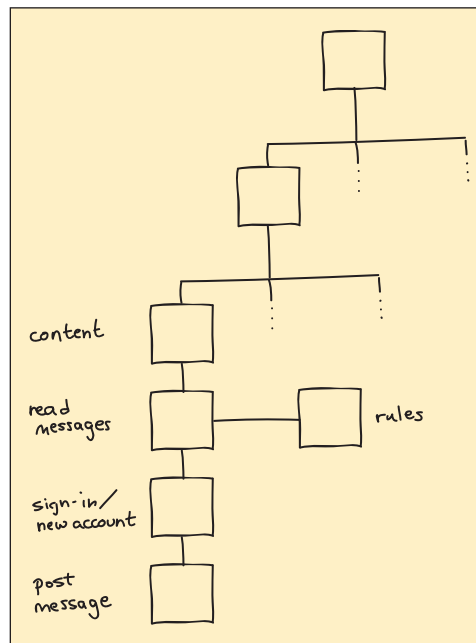 content
read
messages
rules
sign-in/
new account
post
message